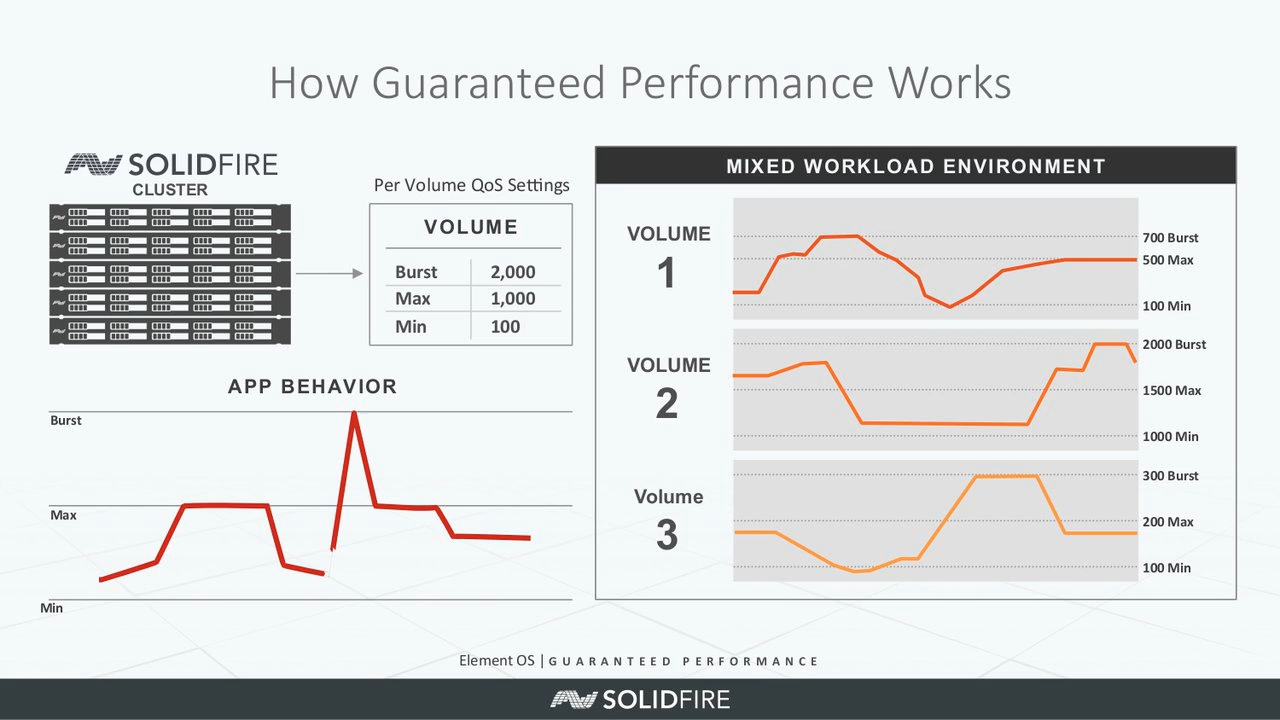 How Guaranteed Performance Works
SOLIDFIRE
CLUSTER
Per Volume QoS Settings
VOLUME
Burst 2,000
Max 1,000
Min 100
APP BEHAVIOR
Burst
Max
Min
MIXED WORKLOAD ENVIRONMENT
VOLUME
1
700 Burst
500 Max
100 Min
VOLUME
2
2000 Burst
1500 Max
1000 Min
Volume
3
300 Burst
200 Max
100 Min
Element OS | GUARANTEED PERFORMANCE
SOLIDFIRE